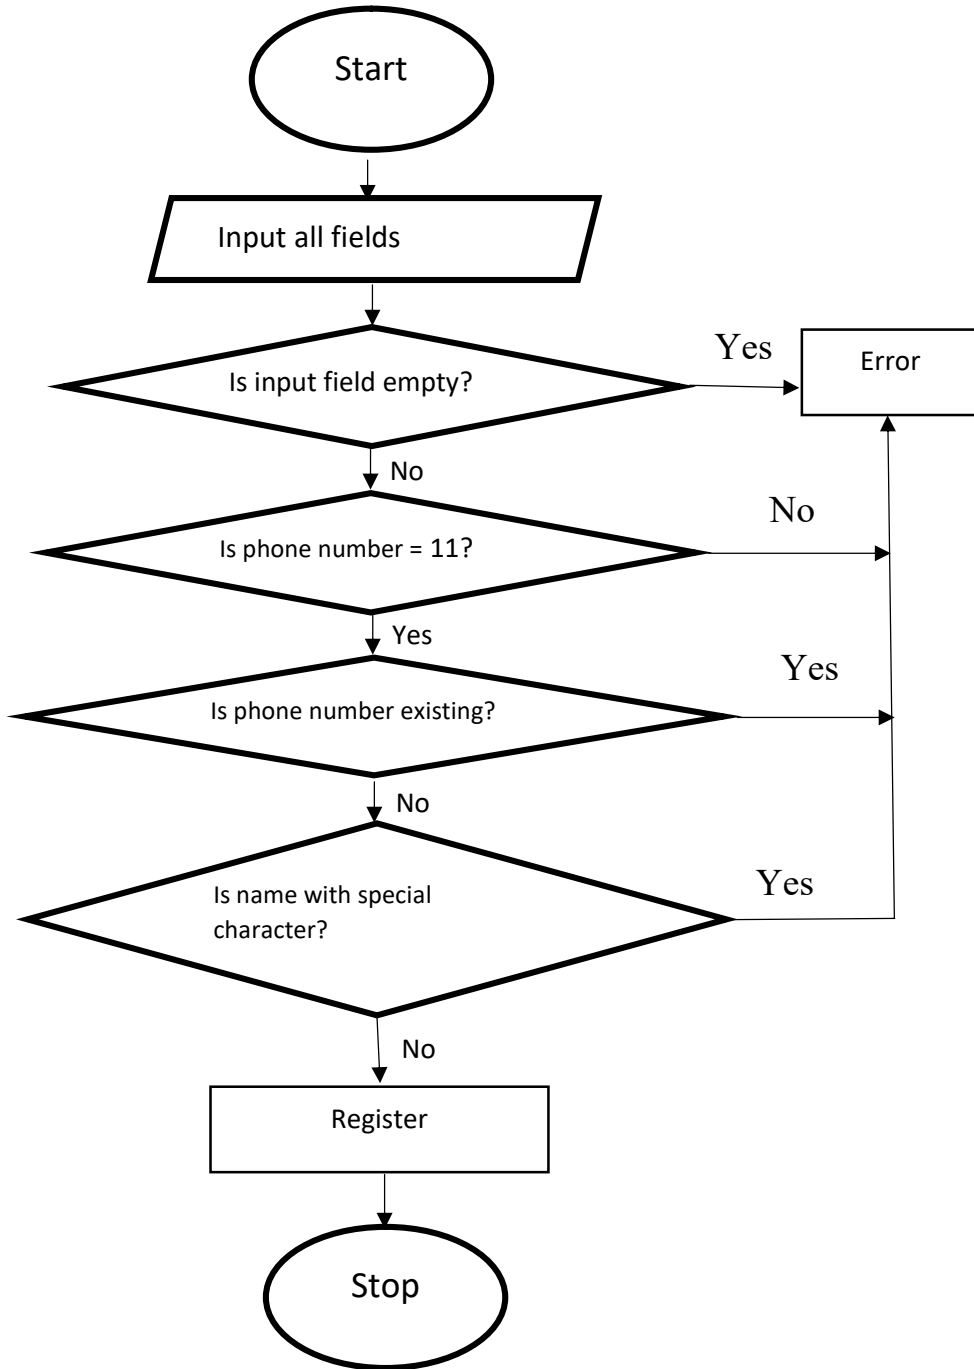 Start
Input all fields
Is input field empty?
Yes
Error
No
Is phone number = 11?
No
Yes
Is phone number existing?
Yes
No
Is name with special
character?
Yes
No
Register
Stop